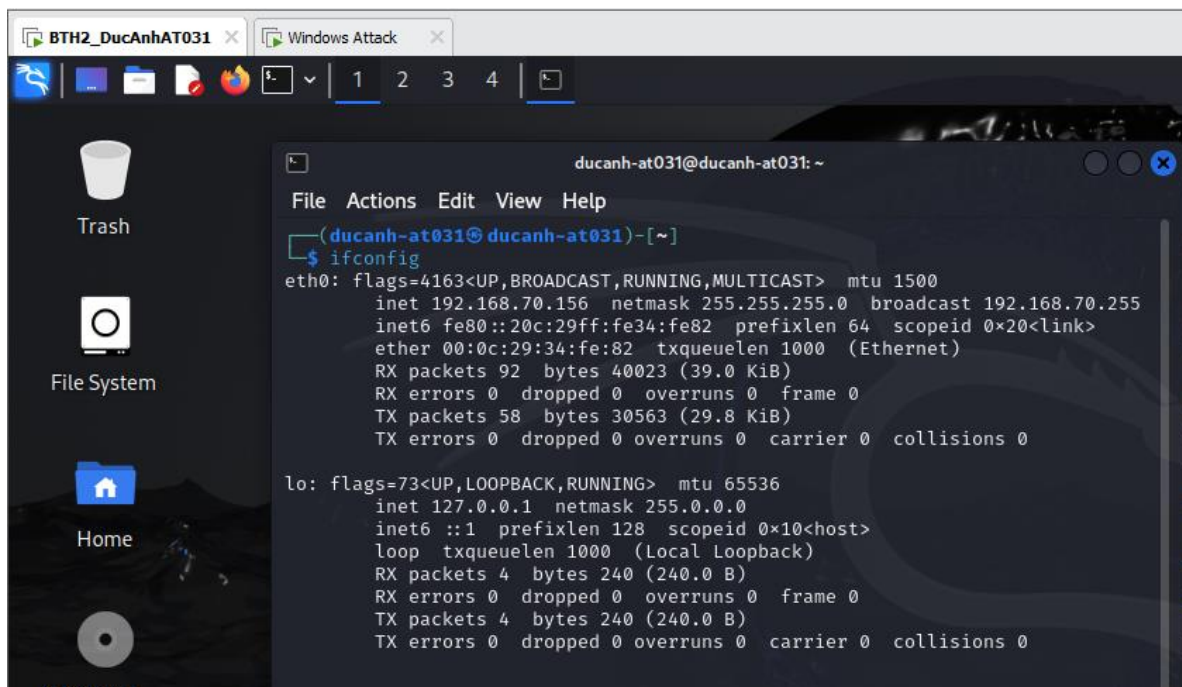 BTH2_DucAnhAT031 Windows Attack
1 2 3 4
Trash
File System
Home
ducanh-at031@ducanh-at031: ~
File Actions Edit View Help
┌──(ducanh-at031㉿ducanh-at031)-[~]
└─$ ifconfig
eth0: flags=4163<UP,BROADCAST,RUNNING,MULTICAST>  mtu 1500
        inet 192.168.70.156  netmask 255.255.255.0  broadcast 192.168.70.255
        inet6 fe80::20c:29ff:fe34:fe82  prefixlen 64  scopeid 0×20<link>
        ether 00:0c:29:34:fe:82  txqueuelen 1000  (Ethernet)
        RX packets 92  bytes 40023 (39.0 KiB)
        RX errors 0  dropped 0  overruns 0  frame 0
        TX packets 58  bytes 30563 (29.8 KiB)
        TX errors 0  dropped 0 overruns 0  carrier 0  collisions 0
lo: flags=73<UP,LOOPBACK,RUNNING>  mtu 65536
        inet 127.0.0.1  netmask 255.0.0.0
        inet6 ::1  prefixlen 128  scopeid 0×10<host>
        loop  txqueuelen 1000  (Local Loopback)
        RX packets 4  bytes 240 (240.0 B)
        RX errors 0  dropped 0  overruns 0  frame 0
        TX packets 4  bytes 240 (240.0 B)
        TX errors 0  dropped 0 overruns 0  carrier 0  collisions 0